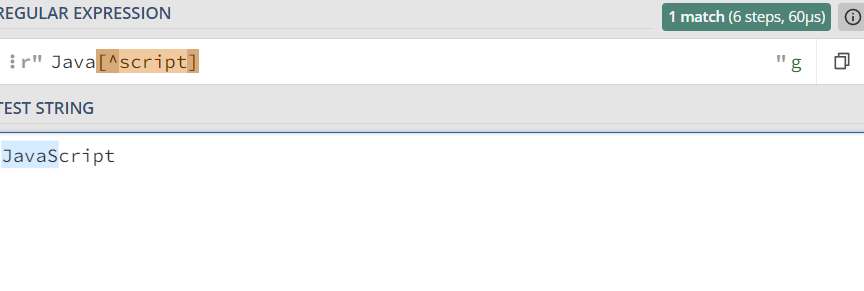 REGULAR EXPRESSION
1 match (6 steps, 60μs)
r" Java[^script] " g
TEST STRING
JavaScript